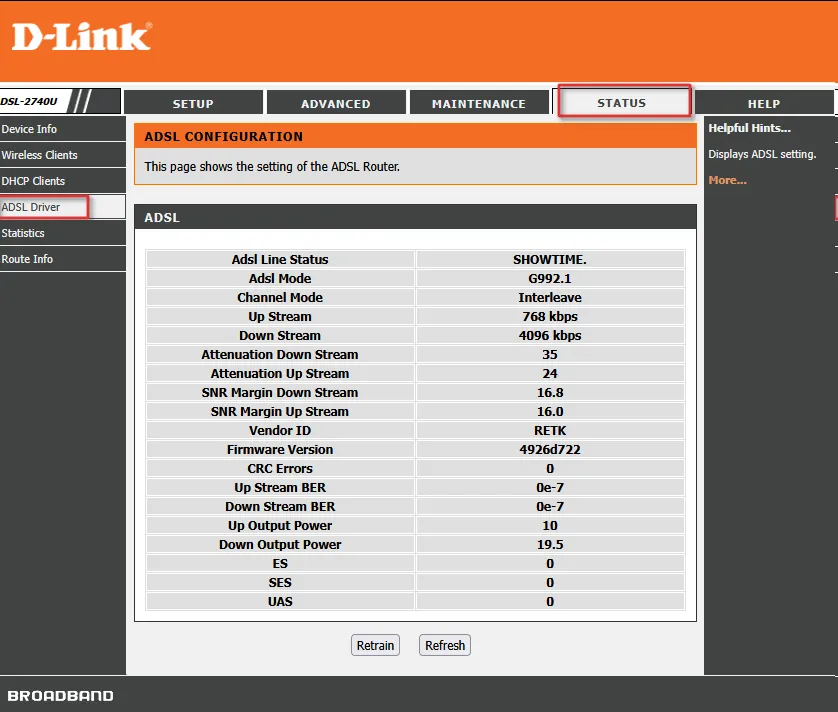 D-Link®
DSL-2740U
SETUP ADVANCED MAINTENANCE STATUS HELP
Device Info
Wireless Clients
DHCP Clients
ADSL Driver
Statistics
Route Info
ADSL CONFIGURATION
This page shows the setting of the ADSL Router.
ADSL
Adsl Line Status SHOWTIME.
Adsl Mode G992.1
Channel Mode Interleave
Up Stream 768 kbps
Down Stream 4096 kbps
Attenuation Down Stream 35
Attenuation Up Stream 24
SNR Margin Down Stream 16.8
SNR Margin Up Stream 16.0
Vendor ID RETK
Firmware Version 4926d722
CRC Errors 0
Up Stream BER 0e-7
Down Stream BER 0e-7
Up Output Power 10
Down Output Power 19.5
ES 0
SES 0
UAS 0
Retrain Refresh
Helpful Hints...
Displays ADSL setting.
More...
BROADBAND